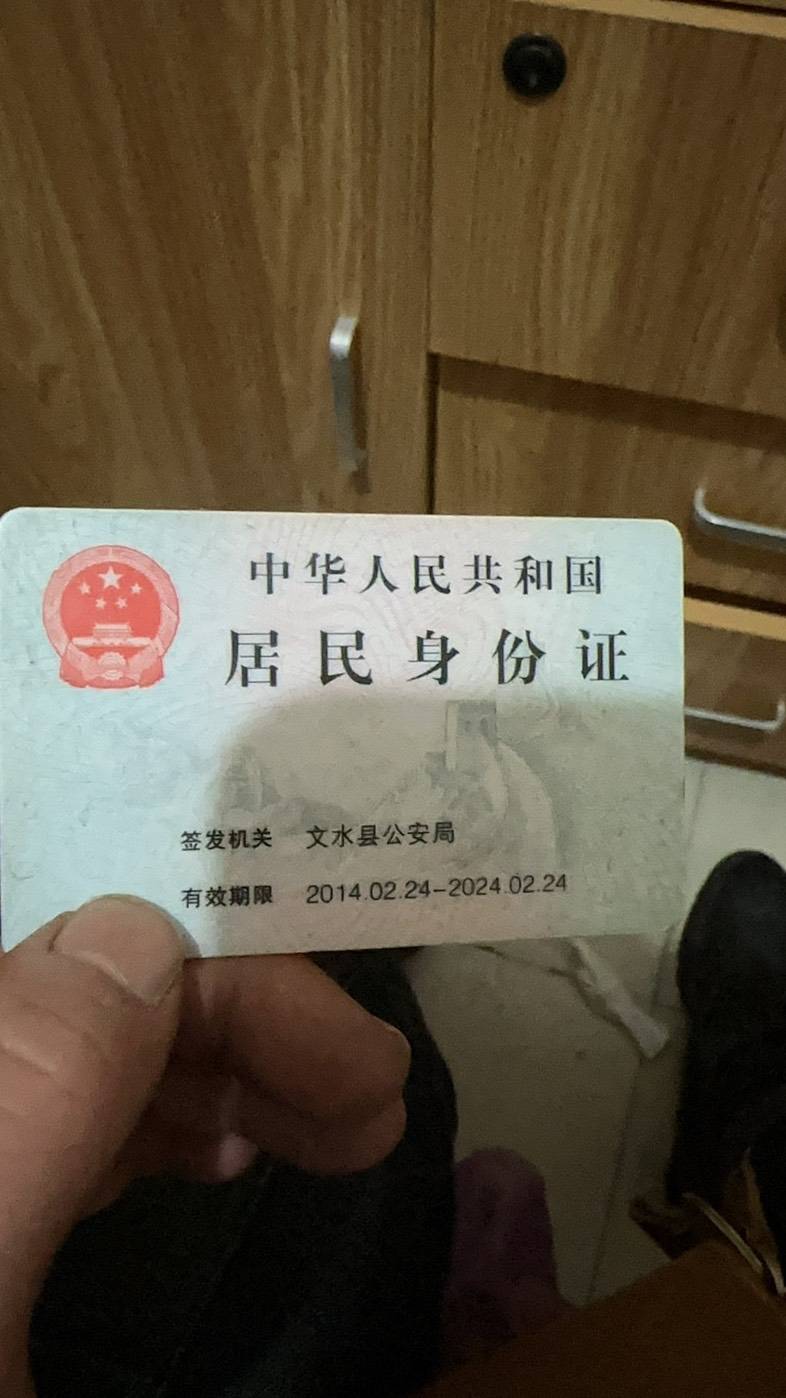 中华人民共和国
居民身份证
签发机关 文水县公安局
有效期限 2014.02.24-2024.02.24